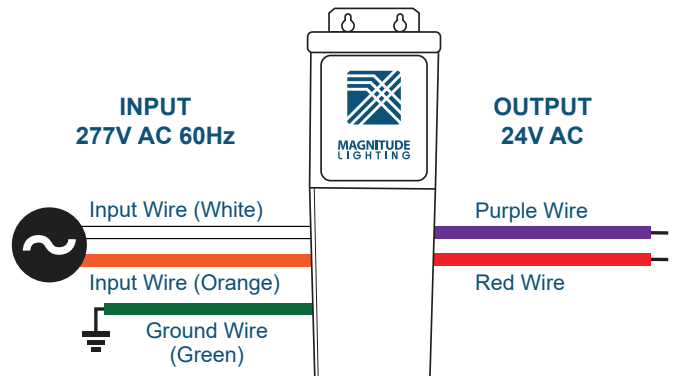 INPUT
277V AC 60Hz
MAGNITUDE
LIGHTING
OUTPUT
24V AC
Input Wire (White)
Input Wire (Orange)
Ground Wire
(Green)
Purple Wire
Red Wire